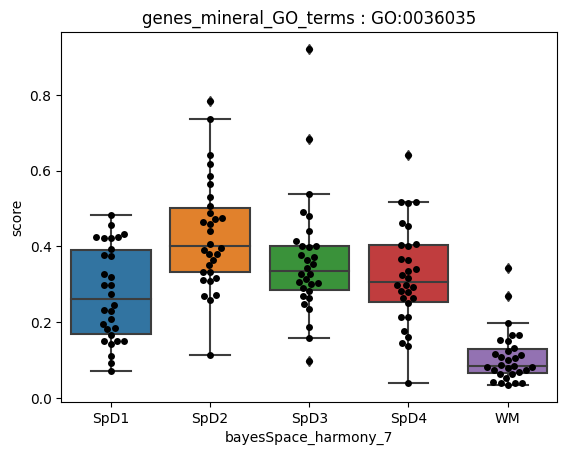 genes_mineral_GO_terms : GO:0036035
score
0.8
0.6
0.4
0.2
0.0
SpD1 SpD2 SpD3 SpD4 WM
bayesSpace_harmony_7